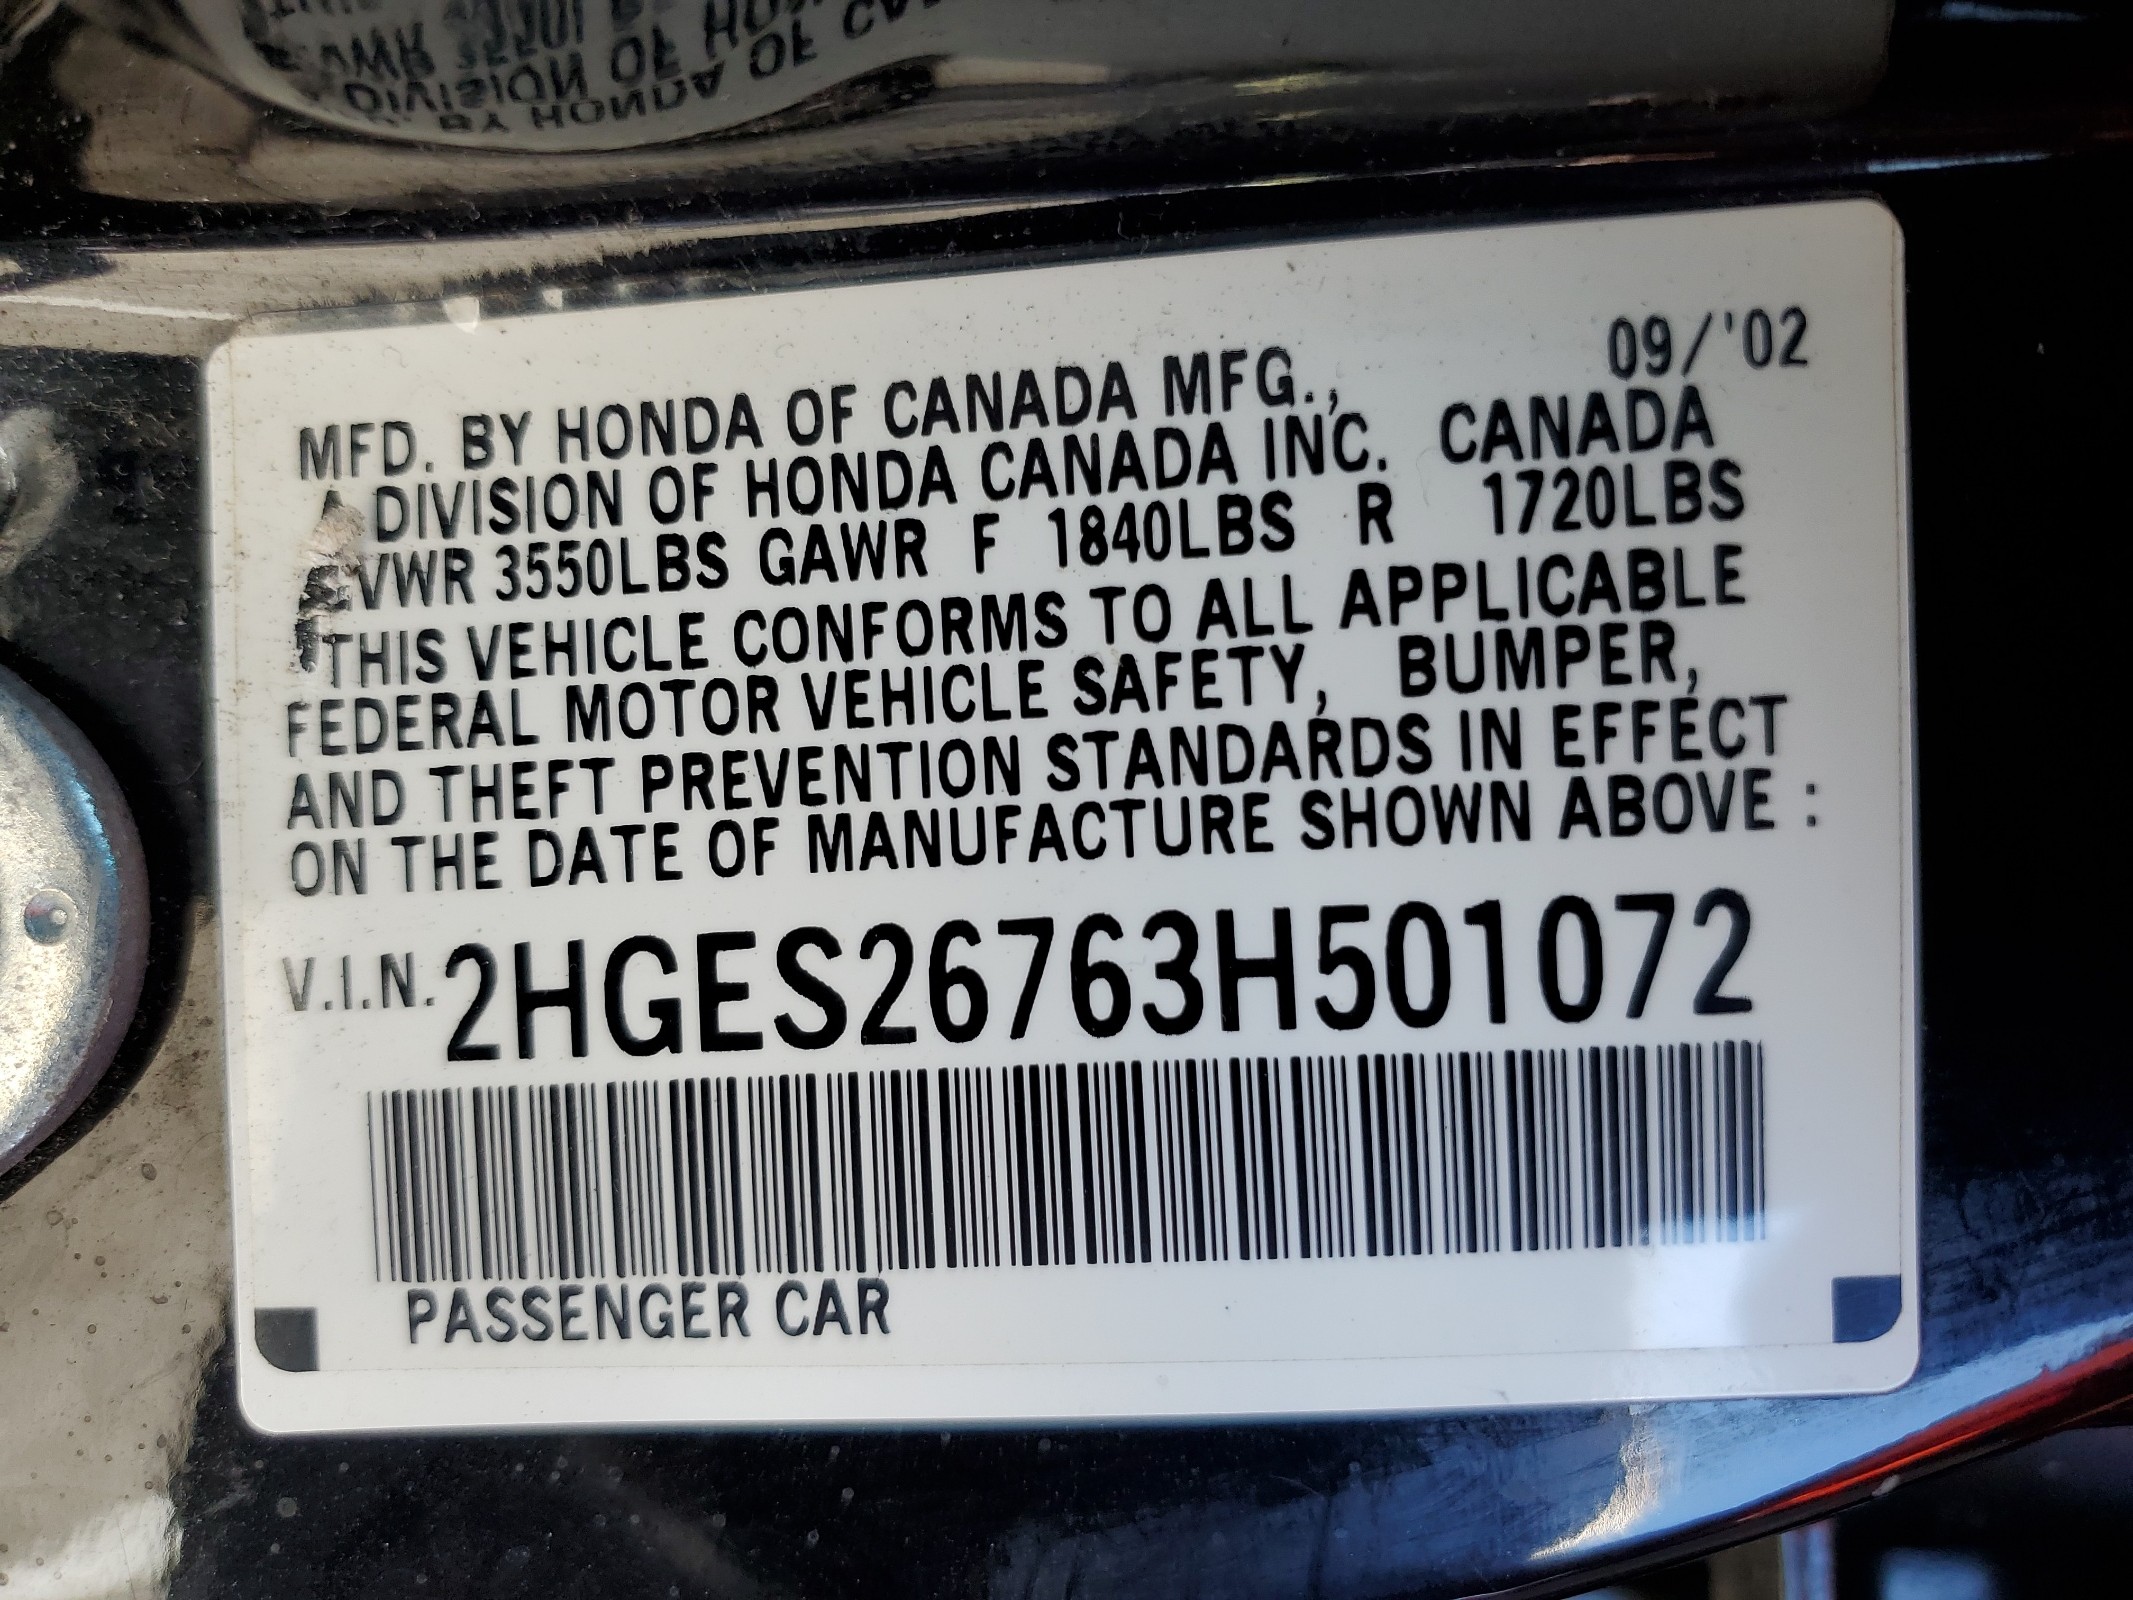 09/'02
MFD. BY HONDA OF CANADA MFG.,
A DIVISION OF HONDA CANADA INC. CANADA
GVWR 3550LBS GAWR F 1840LBS R 1720LBS
THIS VEHICLE CONFORMS TO ALL APPLICABLE
FEDERAL MOTOR VEHICLE SAFETY, BUMPER,
AND THEFT PREVENTION STANDARDS IN EFFECT
ON THE DATE OF MANUFACTURE SHOWN ABOVE :
V.I.N. 2HGES26763H501072
PASSENGER CAR